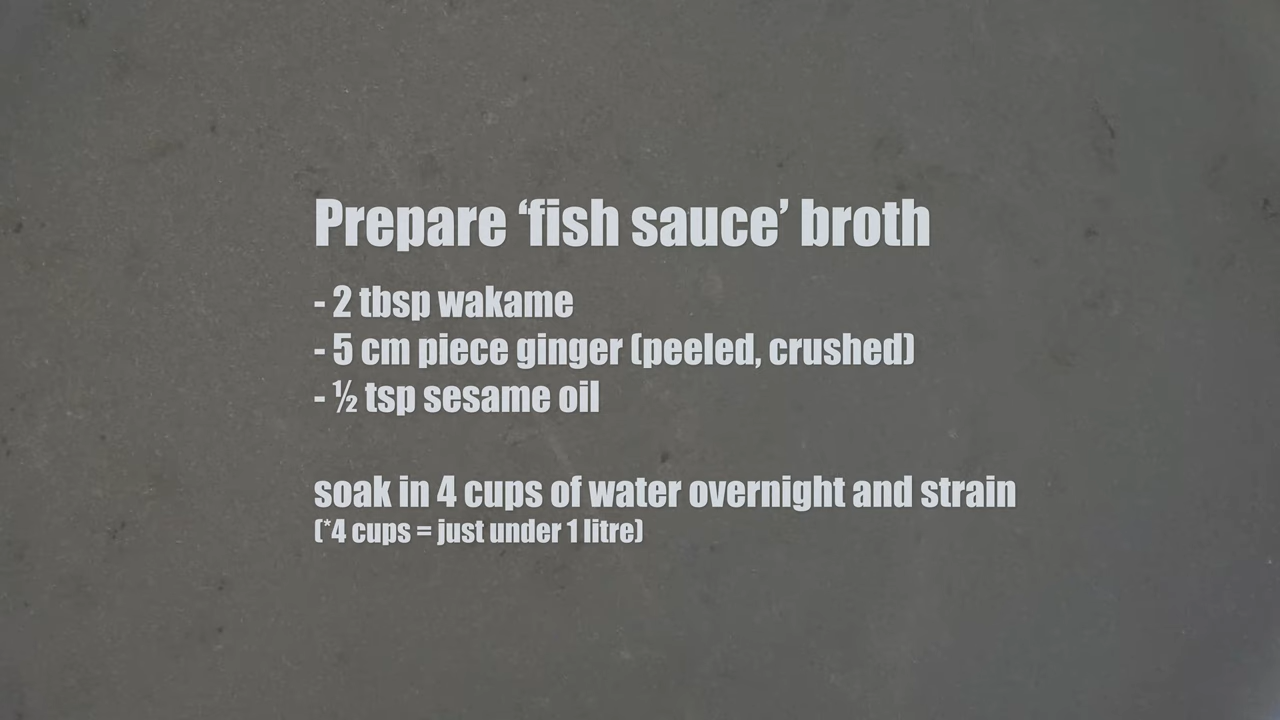 Prepare ‘fish sauce’ broth
- 2 tbsp wakame
- 5 cm piece ginger (peeled, crushed)
- ½ tsp sesame oil
soak in 4 cups of water overnight and strain
(*4 cups = just under 1 litre)